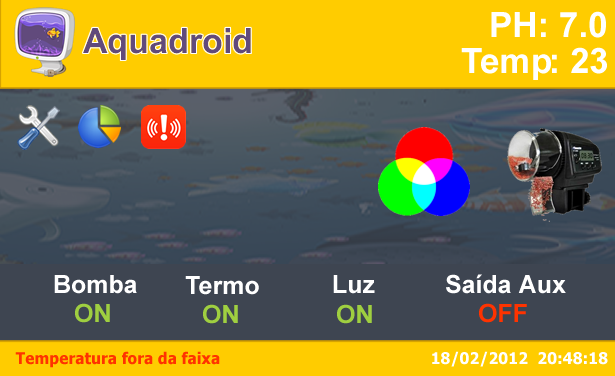 Aquadroid
PH: 7.0
Temp: 23
Bomba Termo Luz Saída Aux
ON ON ON OFF
Temperatura fora da faixa 18/02/2012 20:48:18